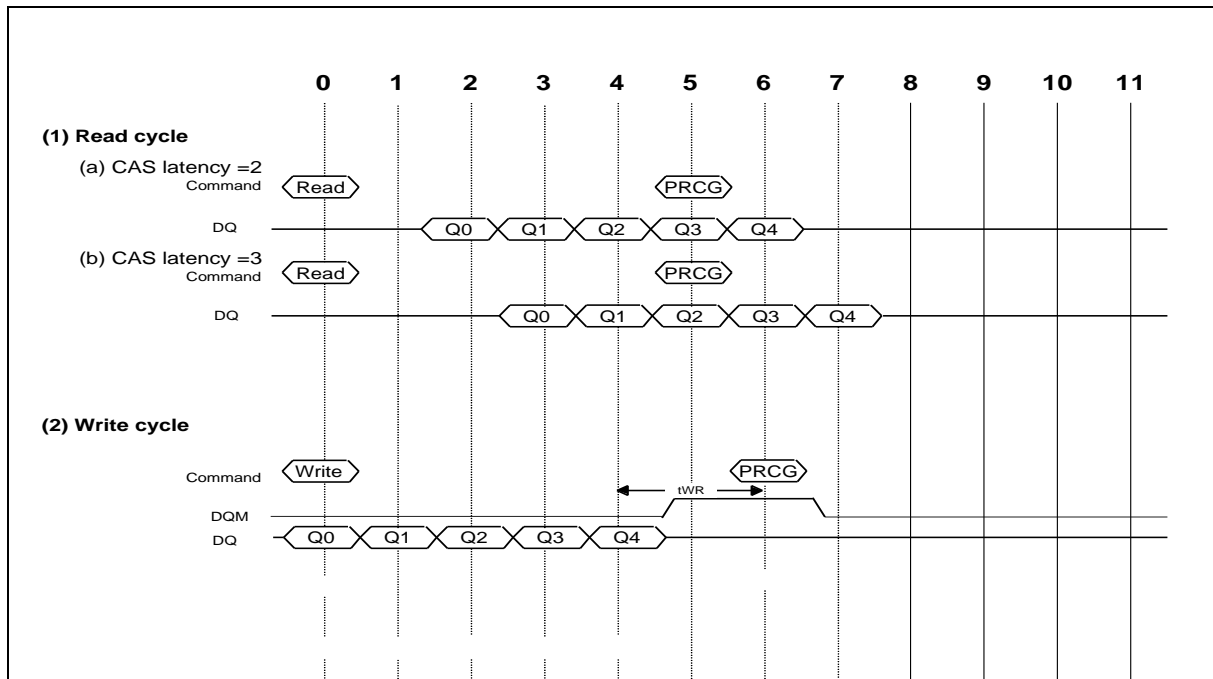 0 1 2 3 4 5 6 7 8 9 10 11
(1) Read cycle
(a) CAS latency =2
Command Read PRCG
DQ Q0 Q1 Q2 Q3 Q4
(b) CAS latency =3
Command Read PRCG
DQ Q0 Q1 Q2 Q3 Q4
(2) Write cycle
Command Write PRCG
tWR
DQM
DQ Q0 Q1 Q2 Q3 Q4